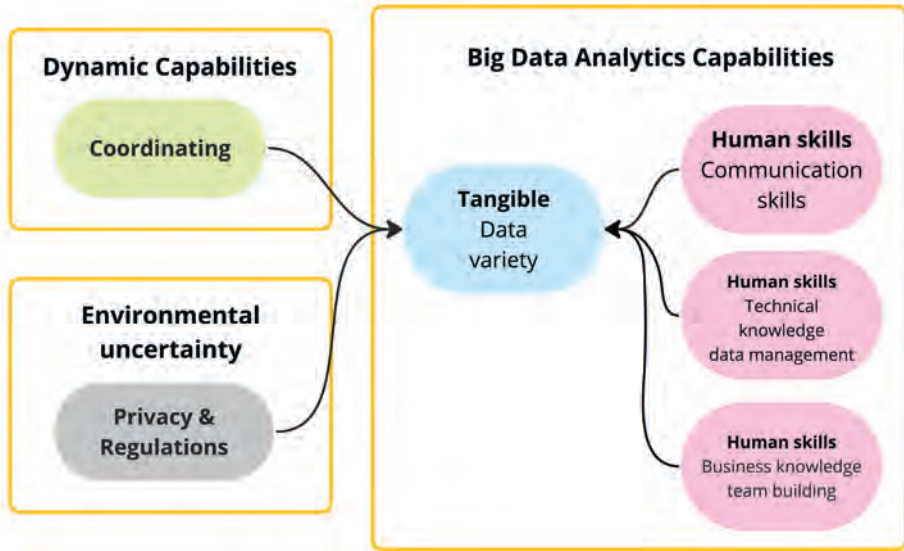 Dynamic Capabilities
Coordinating
Environmental
uncertainty
Privacy &
Regulations
Big Data Analytics Capabilities
Tangible
Data
variety
Human skills
Communication
skills
Human skills
Technical
knowledge
data management
Human skills
Business knowledge
team building